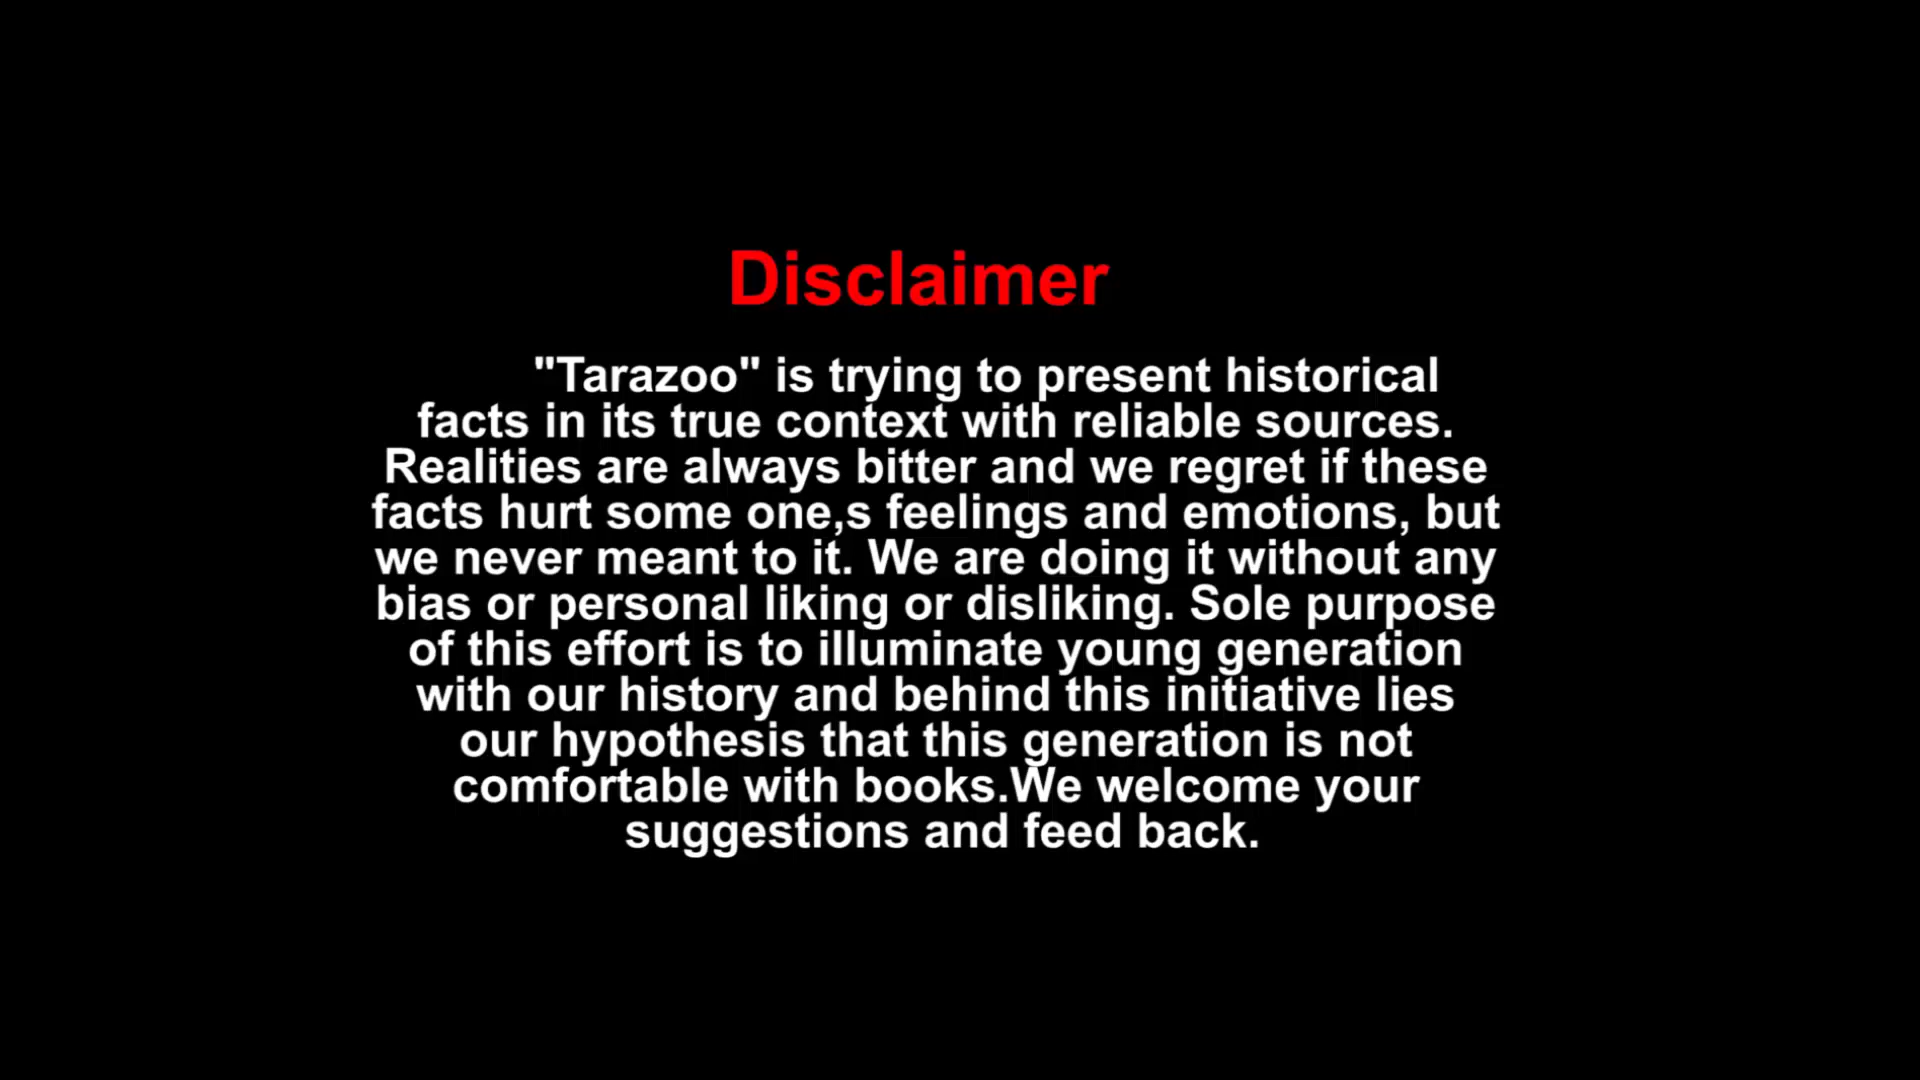 Disclaimer
"Tarazoo" is trying to present historical
facts in its true context with reliable sources.
Realities are always bitter and we regret if these
facts hurt some one,s feelings and emotions, but
we never meant to it. We are doing it without any
bias or personal liking or disliking. Sole purpose
of this effort is to illuminate young generation
with our history and behind this initiative lies
our hypothesis that this generation is not
comfortable with books.We welcome your
suggestions and feed back.